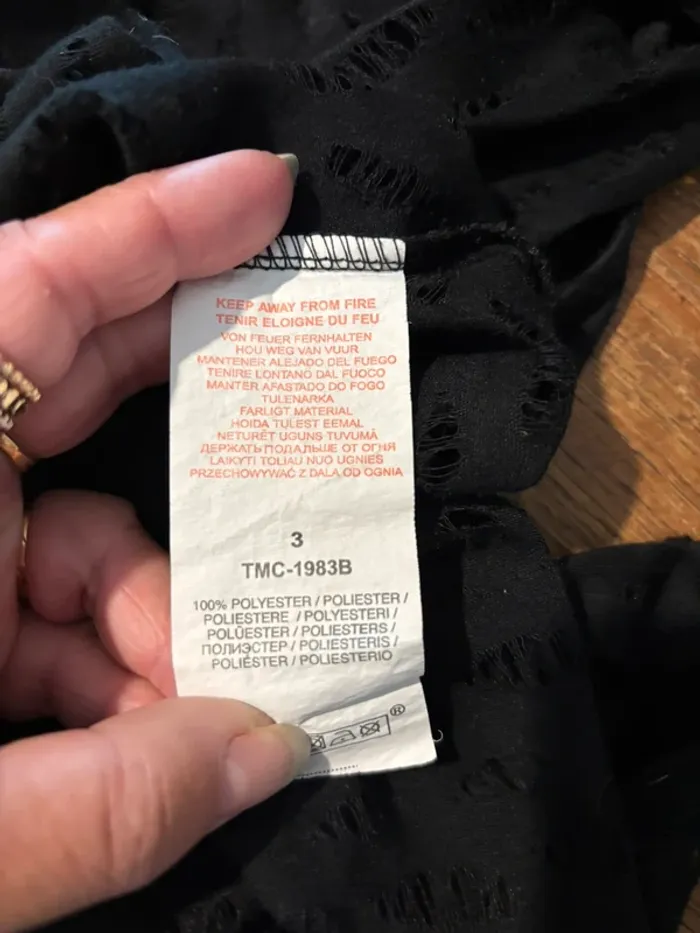 KEEP AWAY FROM FIRE
TENIR ELOIGNE DU FEU
VON FEUER FERNHALTEN
HOU WEG VAN VUUR
MANTENER ALEJADO DEL FUEGO
TENIRE LONTANO DAL FUOCO
MANTER AFASTADO DO FOGO
TULENARKA
FARLIGT MATERIAL
HOIDA TULEST EEMAL
NETURĒT UGUNS TUVUMĀ
ДЕРЖАТЬ ПОДАЛЬШЕ ОТ ОГНЯ
LAIKYTI TOLIAU NUO UGNIES
PRZECHOWYWAĆ Z DALA OD OGNIA
3
TMC-1983B
100% POLYESTER / POLIESTER /
POLIESTERE / POLYESTERI /
POLÜESTER / POLIESTERS /
ПОЛИЭСТЕР / POLIESTERIS /
POLIÉSTER / POLIESTERIO
®